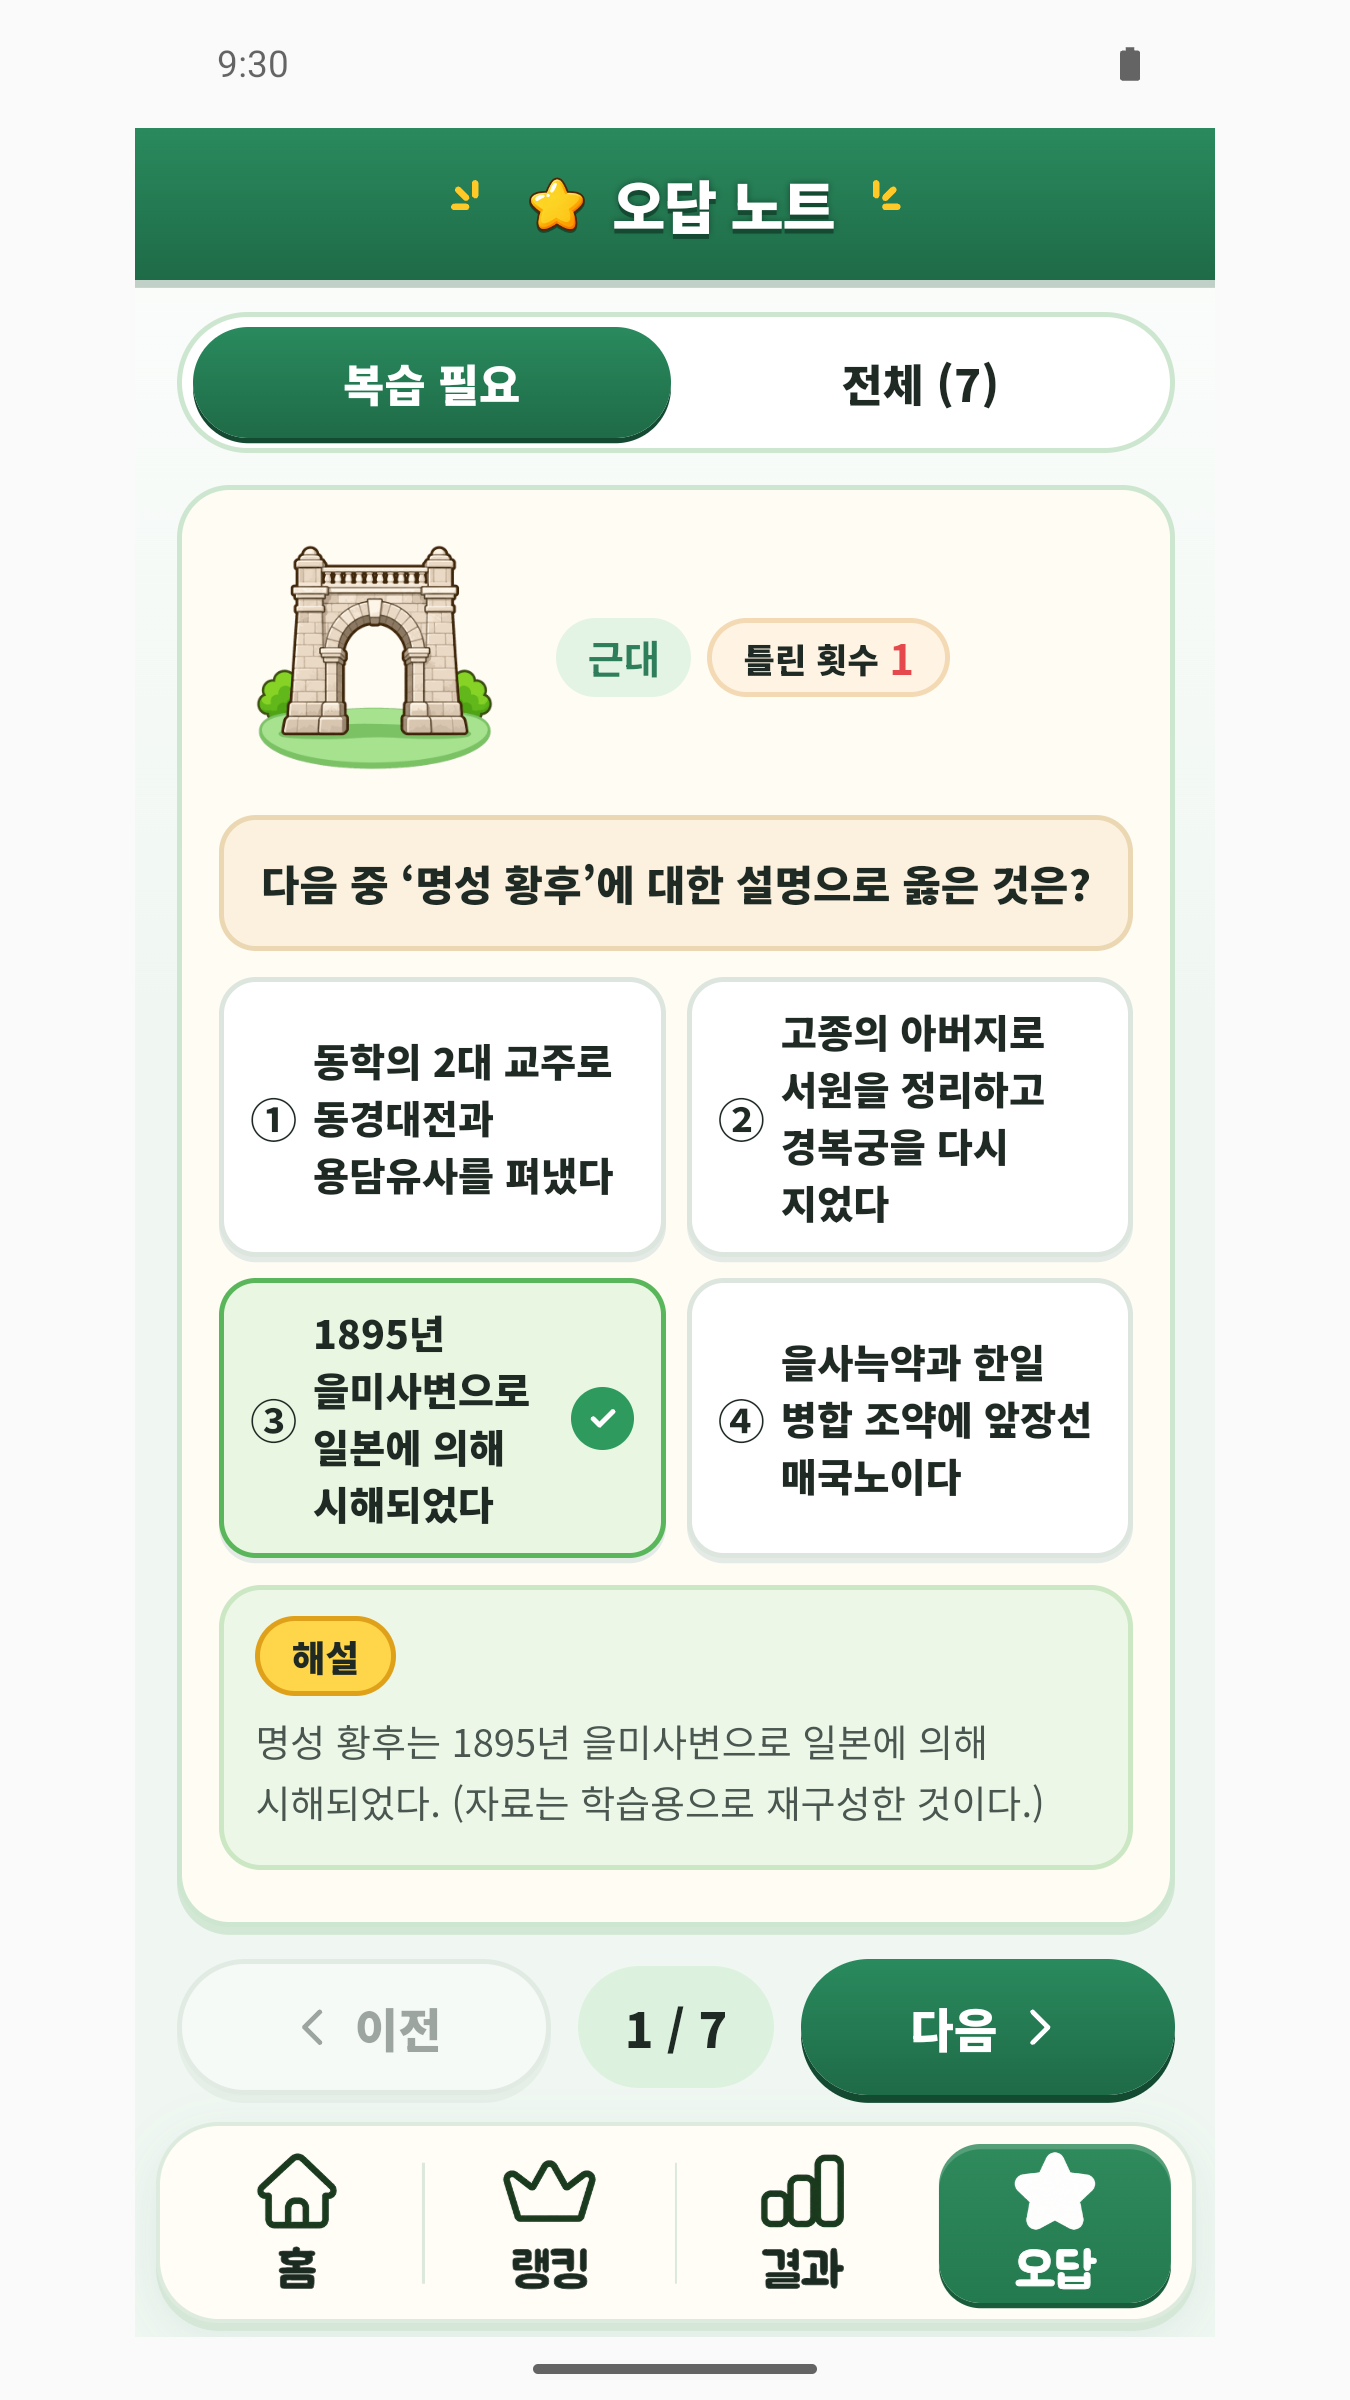 9:30
오답 노트
복습 필요
전체 (7)
근대
틀린 횟수 1
다음 중 ‘명성 황후’에 대한 설명으로 옳은 것은?
①
동학의 2대 교주로
동경대전과
용담유사를 펴냈다
②
고종의 아버지로
서원을 정리하고
경복궁을 다시
지었다
③
1895년
을미사변으로
일본에 의해
시해되었다
④
을사늑약과 한일
병합 조약에 앞장선
매국노이다
해설
명성 황후는 1895년 을미사변으로 일본에 의해
시해되었다. (자료는 학습용으로 재구성한 것이다.)
이전
1 / 7
다음
홈
랭킹
결과
오답